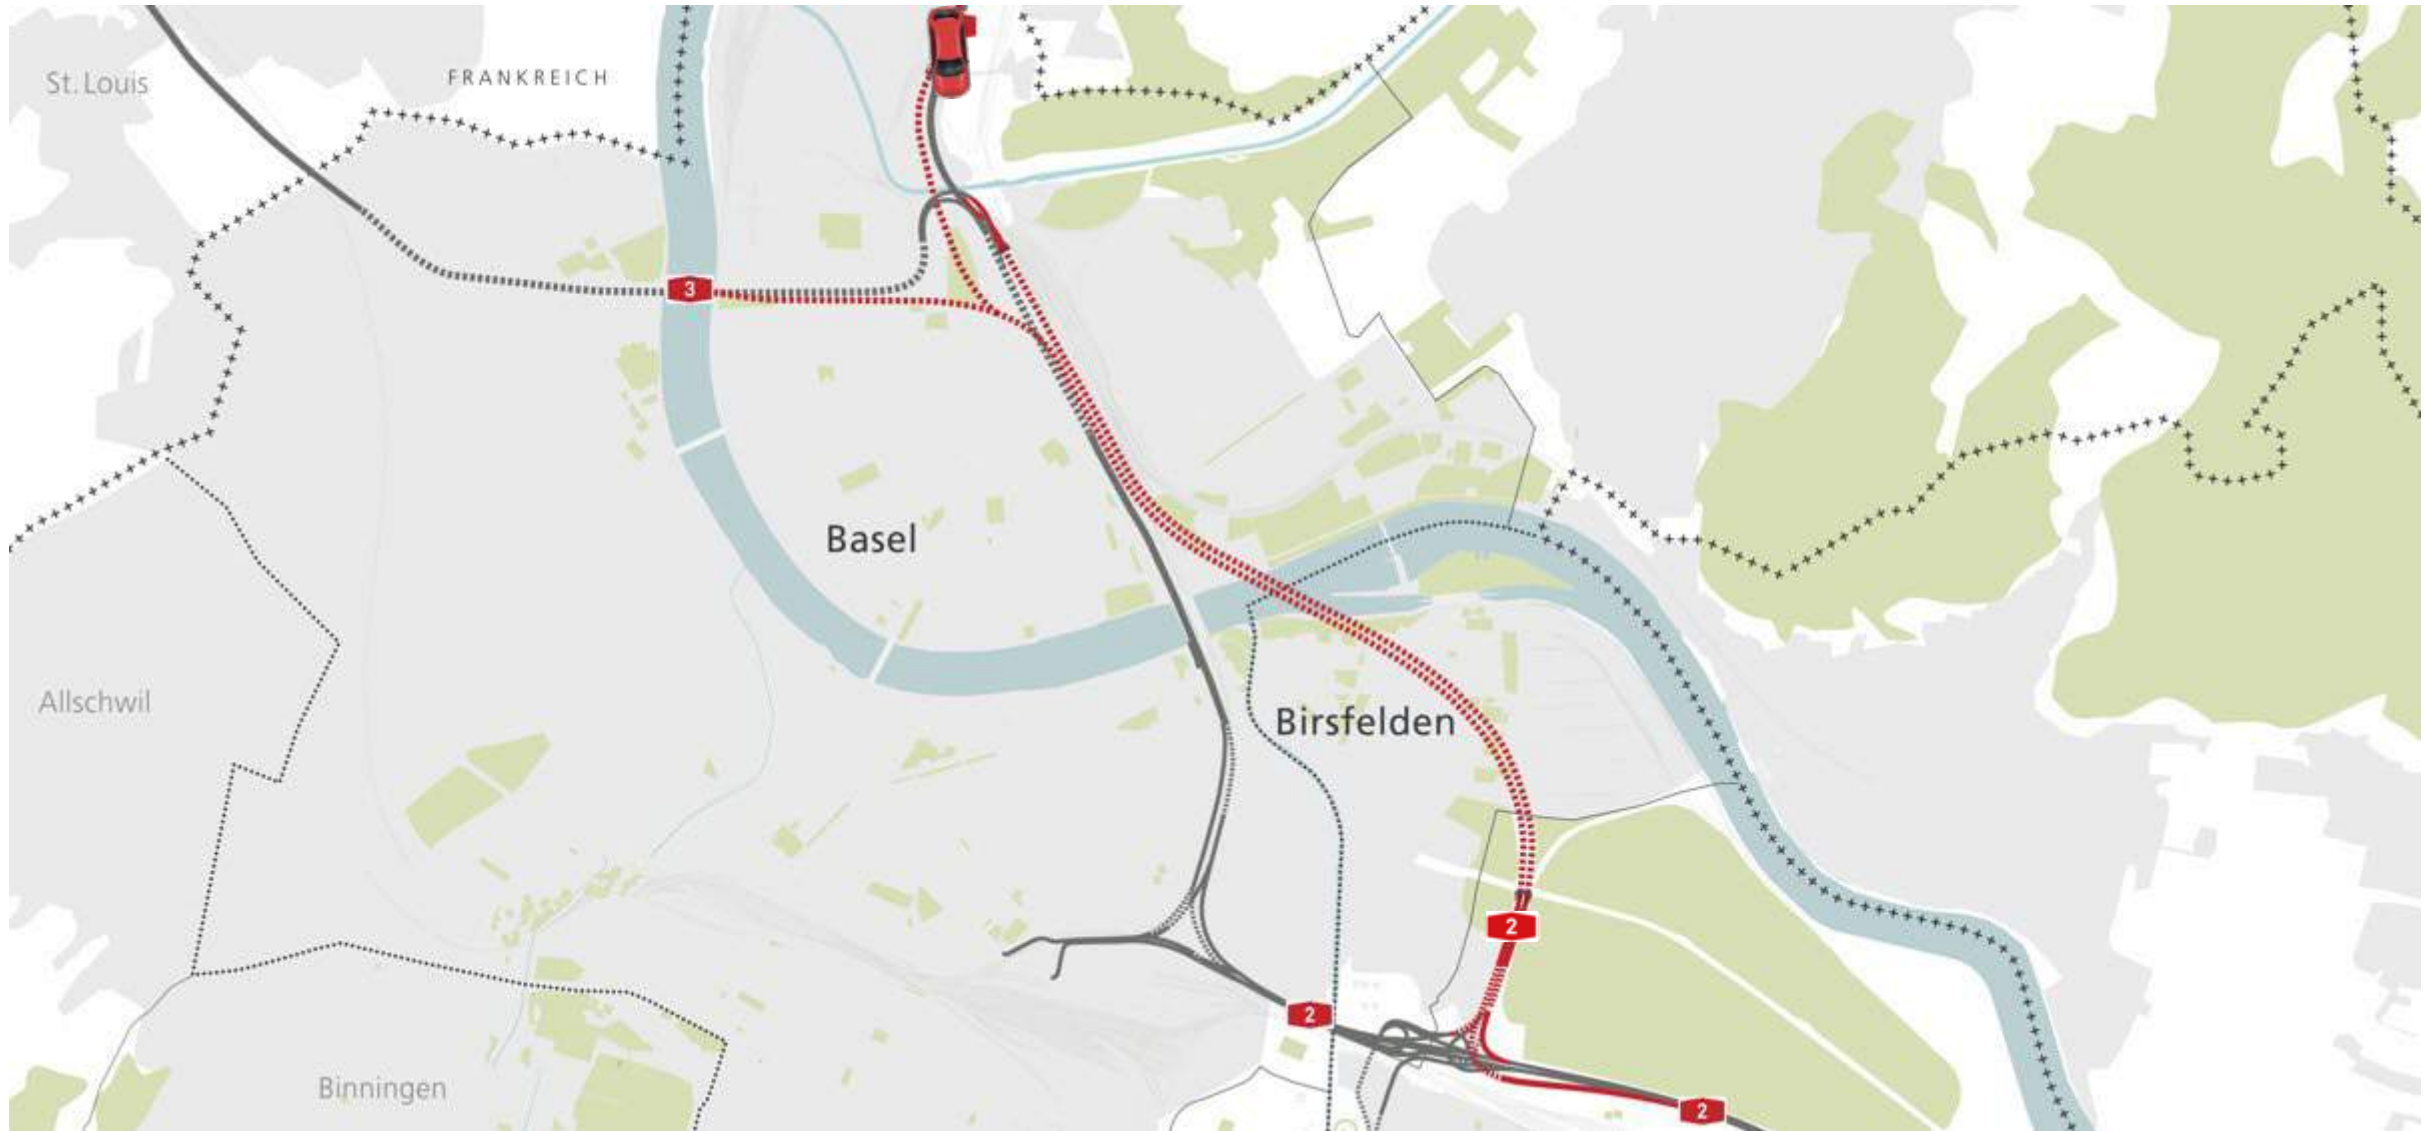 St. Louis
FRANKREICH
3
Basel
Allschwil
Birsfelden
2
2
Binningen
2